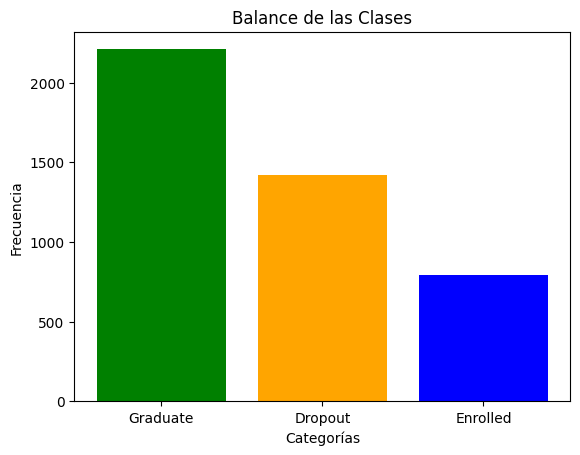 Balance de las Clases
Frecuencia
2000
1500
1000
500
0
Graduate
Dropout
Enrolled
Categorías